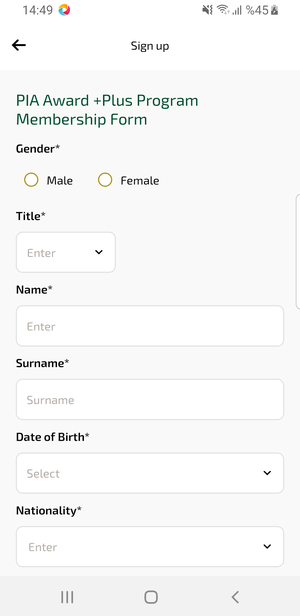 14:49
%45
Sign up
PIA Award +Plus Program
Membership Form
Gender*
Male
Female
Title*
Enter
Name*
Enter
Surname*
Surname
Date of Birth*
Select
Nationality*
Enter